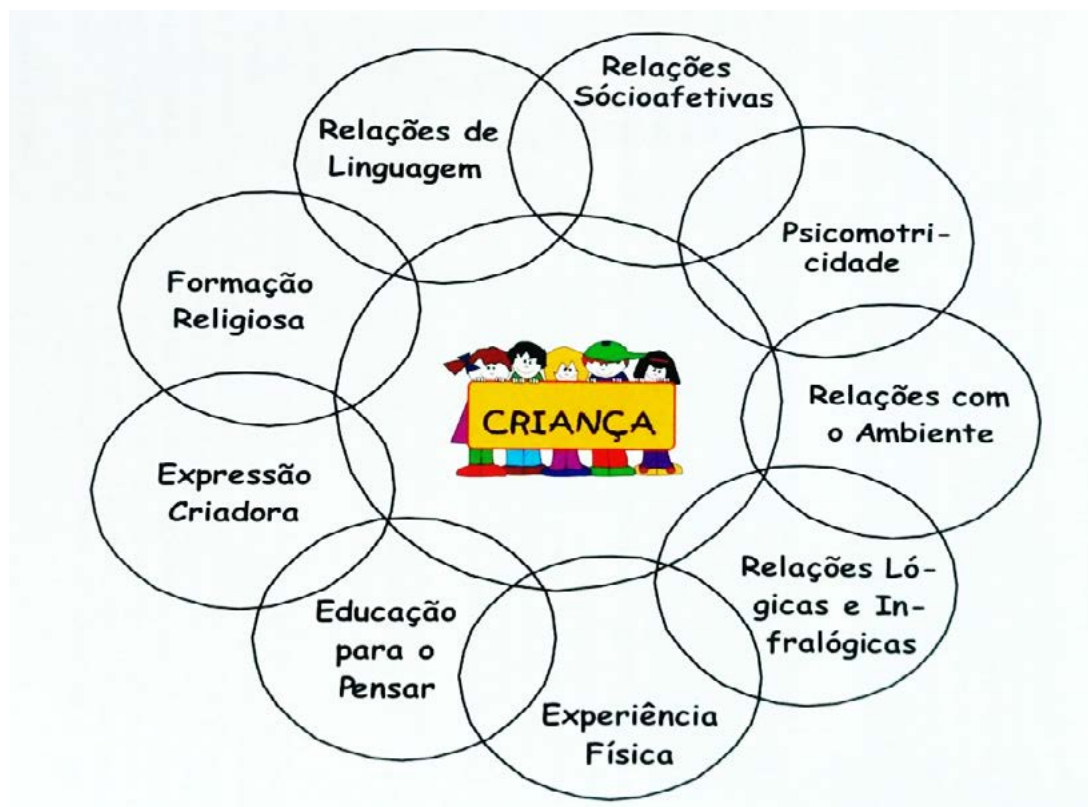 Relações
Sócioafetivas
Relações de
Linguagem
Psicomotri-
cidade
Formação
Religiosa
Relações com
o Ambiente
CRIANÇA
Expressão
Criadora
Relações Ló-
gicas e In-
fralógicas
Educação
para o
Pensar
Experiência
Física